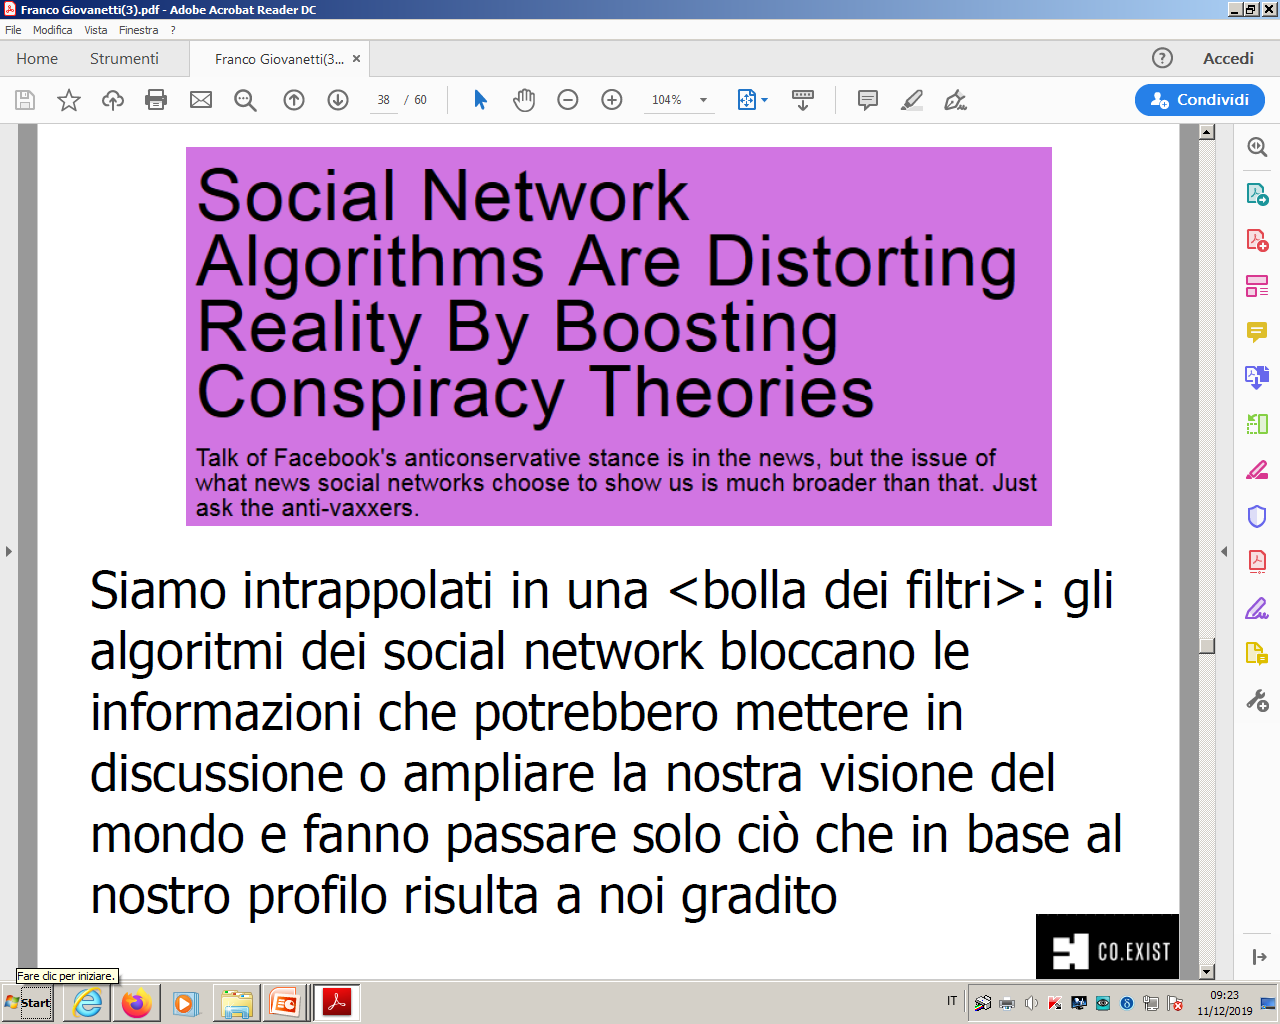 Franco Giovanetti(3).pdf - Adobe Acrobat Reader DC
File Modifica Vista Finestra ?
Home Strumenti Franco Giovanetti(3... × ? Accedi
38 / 60 104% Condividi
Social Network
Algorithms Are Distorting
Reality By Boosting
Conspiracy Theories
Talk of Facebook's anticonservative stance is in the news, but the issue of
what news social networks choose to show us is much broader than that. Just
ask the anti-vaxxers.
Siamo intrappolati in una <bolla dei filtri>: gli
algoritmi dei social network bloccano le
informazioni che potrebbero mettere in
discussione o ampliare la nostra visione del
mondo e fanno passare solo ciò che in base al
nostro profilo risulta a noi gradito
CO.EXIST
Fare clic per iniziare.
Start IT 09:23
11/12/2019